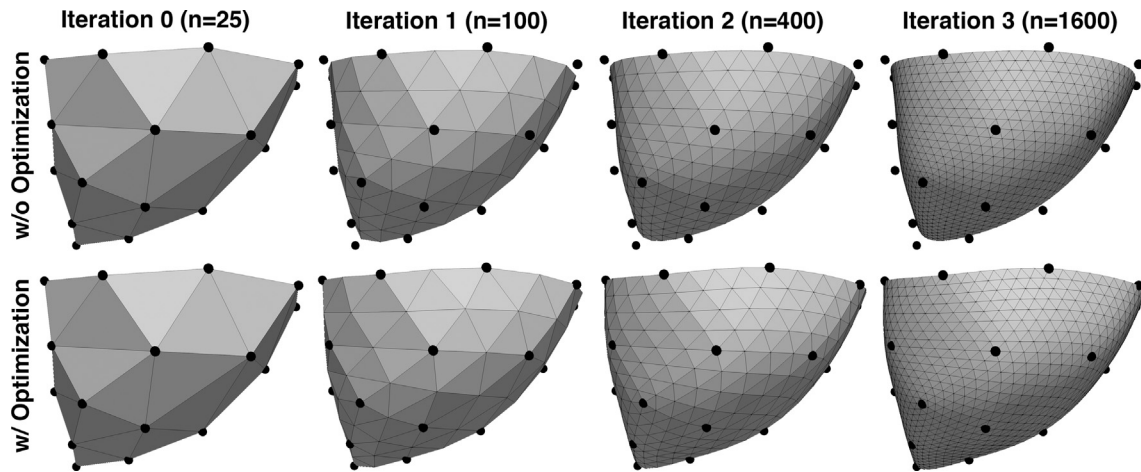 Iteration 0 (n=25)
Iteration 1 (n=100)
Iteration 2 (n=400)
Iteration 3 (n=1600)
w/o Optimization
w/ Optimization